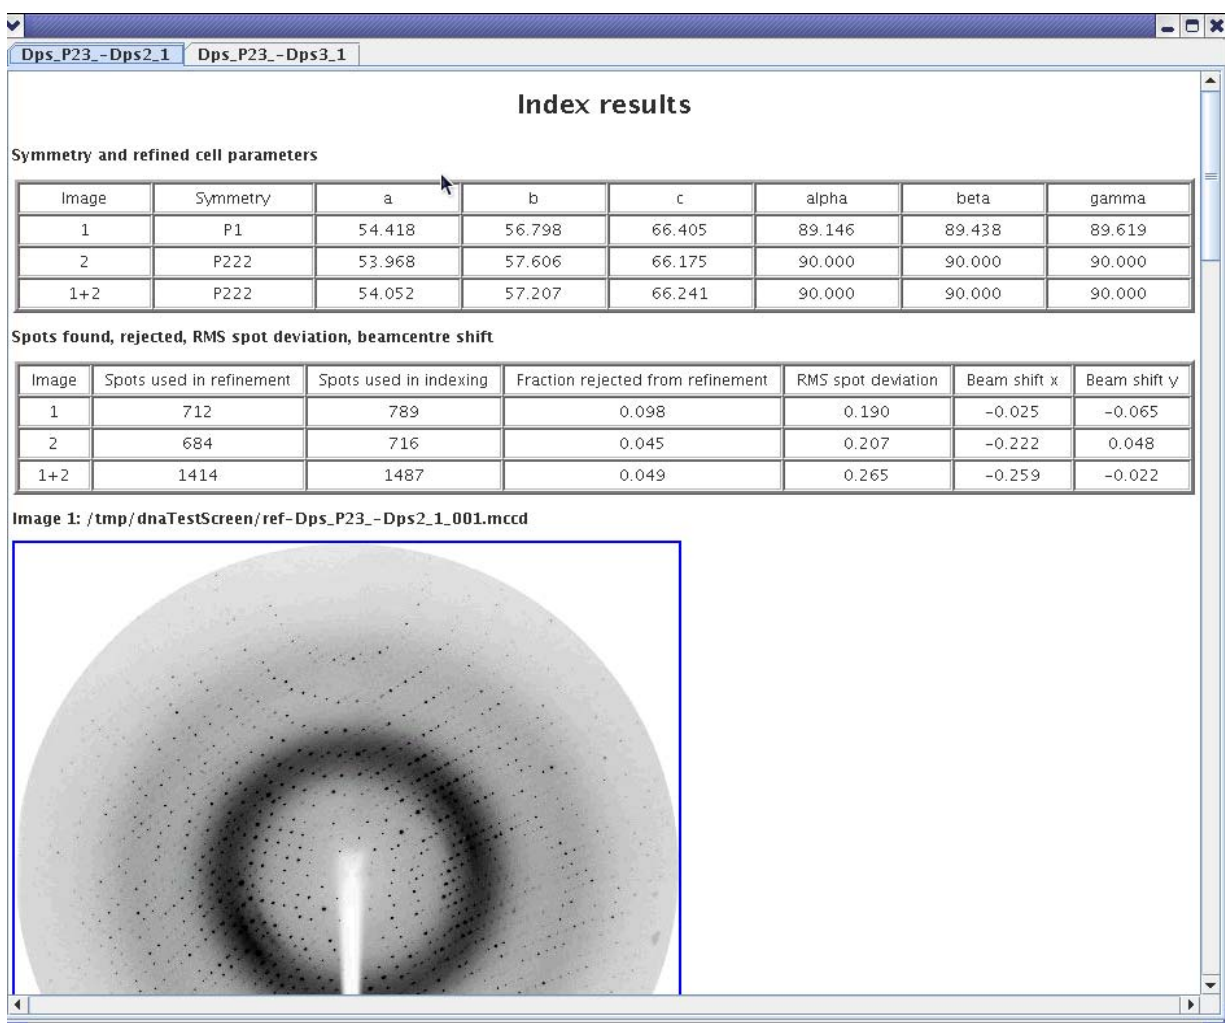 Dps_P23_-Dps2_1 Dps_P23_-Dps3_1
Index results
Symmetry and refined cell parameters
Image Symmetry a b c alpha beta gamma
1 P1 54.418 56.798 66.405 89.146 89.438 89.619
2 P222 53.968 57.606 66.175 90.000 90.000 90.000
1+2 P222 54.052 57.207 66.241 90.000 90.000 90.000
Spots found, rejected, RMS spot deviation, beamcentre shift
Image Spots used in refinement Spots used in indexing Fraction rejected from refinement RMS spot deviation Beam shift x Beam shift y
1 712 789 0.098 0.190 -0.025 -0.065
2 684 716 0.045 0.207 -0.222 0.048
1+2 1414 1487 0.049 0.265 -0.259 -0.022
Image 1: /tmp/dnaTestScreen/ref-Dps_P23_-Dps2_1_001.mccd